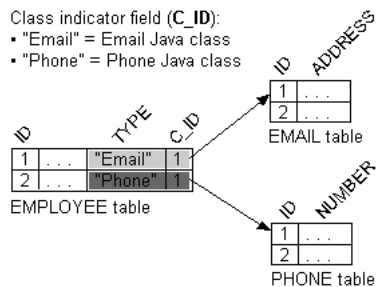 Class indicator field (C_ID):
▪ "Email" = Email Java class
▪ "Phone" = Phone Java class
ID ADDRESS
1 . . .
2 . . .
EMAIL table
ID TYPE C_ID
1 . . . "Email" 1
2 . . . "Phone" 1
EMPLOYEE table
ID NUMBER
1 . . .
2 . . .
PHONE table